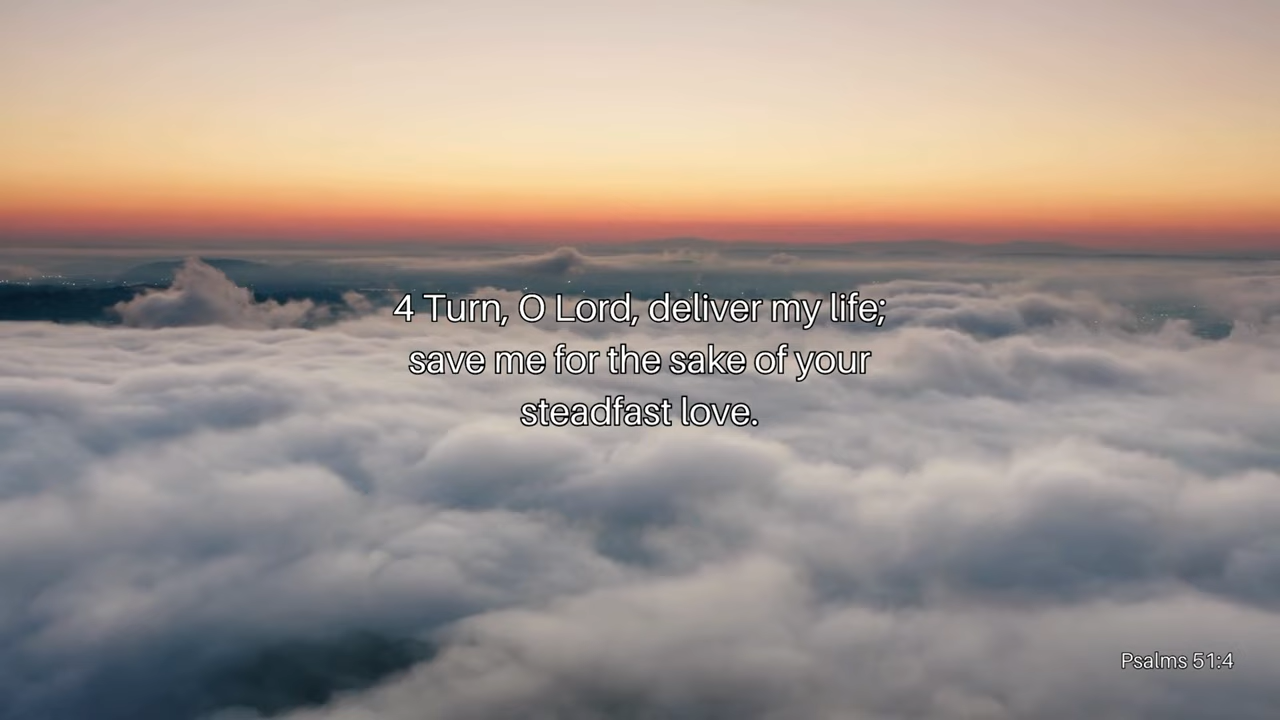 4 Turn, O Lord, deliver my life;
save me for the sake of your
steadfast love.
Psalms 51:4